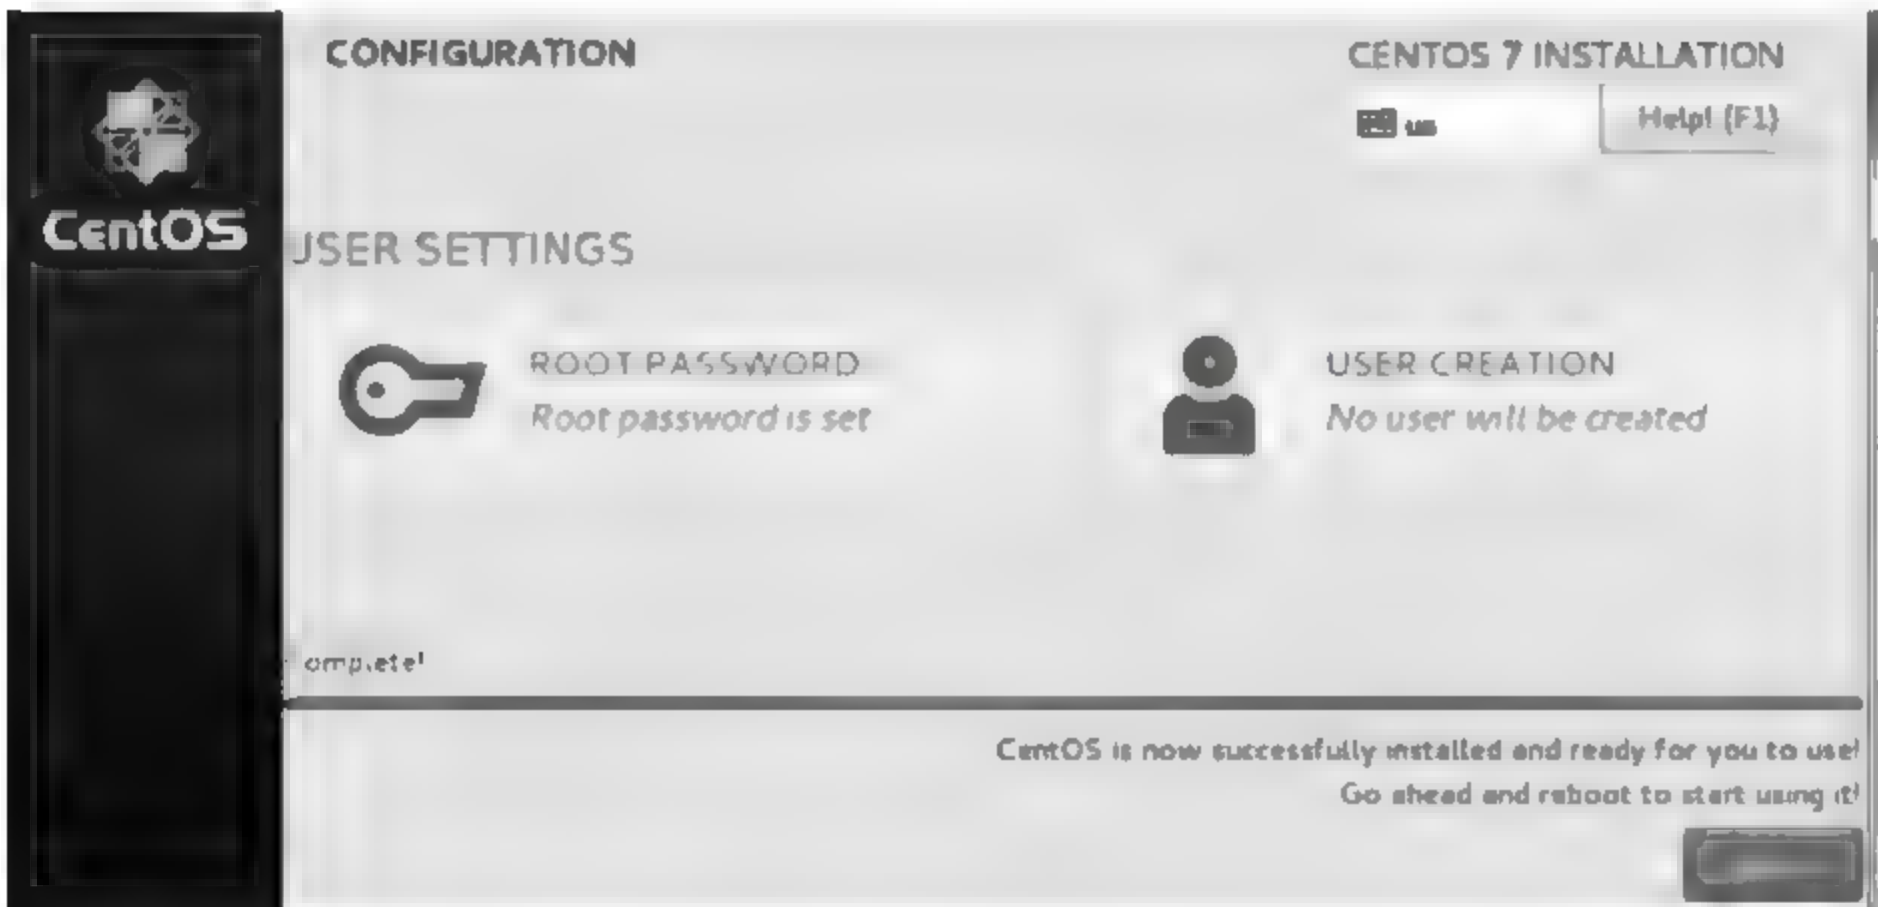 CONFIGURATION
CENTOS 7 INSTALLATION
us
Help! (F1)
CentOS
USER SETTINGS
ROOT PASSWORD
Root password is set
USER CREATION
No user will be created
Complete!
CentOS is now successfully installed and ready for you to use!
Go ahead and reboot to start using it!